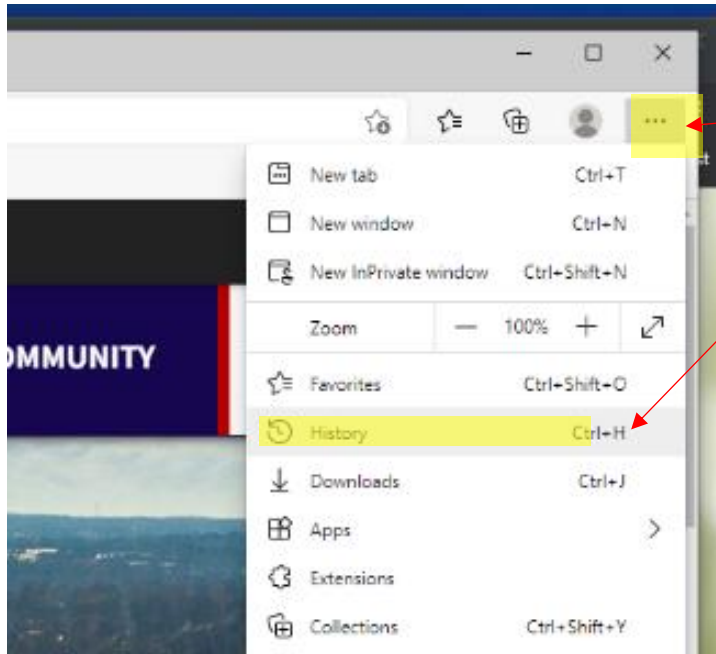 New tab Ctrl+T
New window Ctrl+N
New InPrivate window Ctrl+Shift+N
Zoom — 100% +
OMMUNITY
Favorites Ctrl+Shift+O
History Ctrl+H
Downloads Ctrl+J
Apps
Extensions
Collections Ctrl+Shift+Y